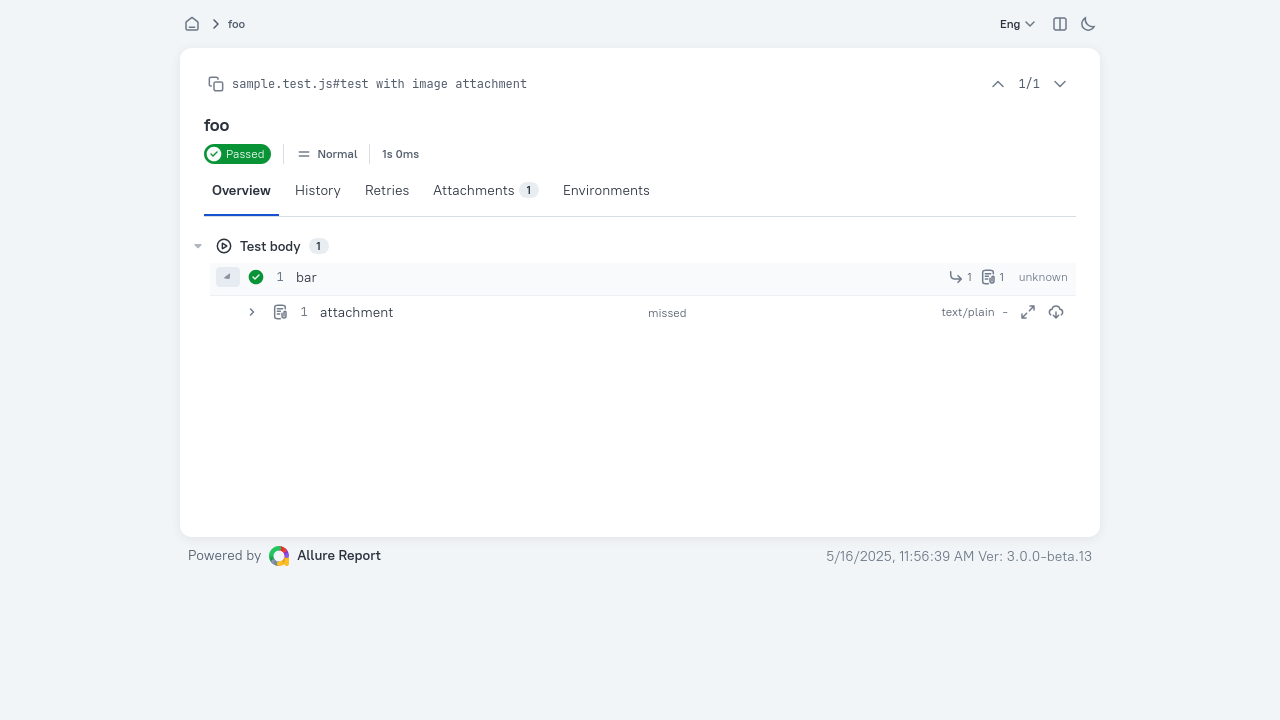 foo
Eng
sample.test.js#test with image attachment
1/1
foo
Passed
Normal
1s 0ms
Overview
History
Retries
Attachments 1
Environments
Test body 1
1 bar
1
1
unknown
1 attachment
missed
text/plain -
Powered by Allure Report
5/16/2025, 11:56:39 AM Ver: 3.0.0-beta.13